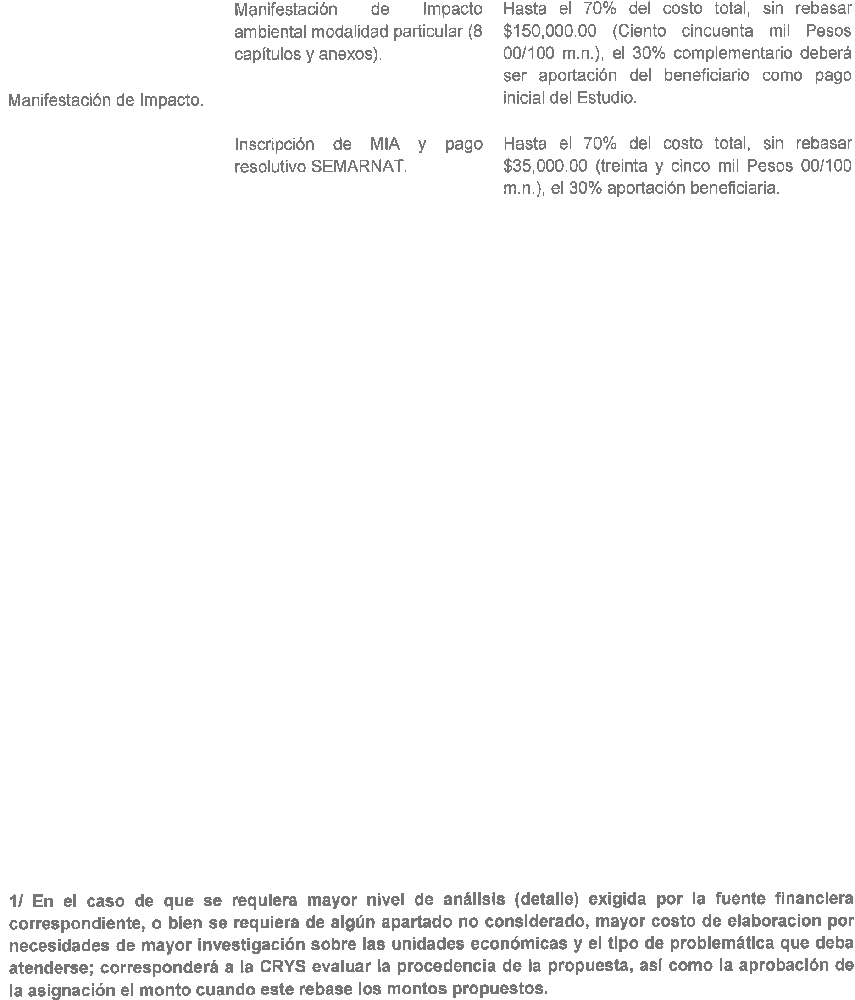 Manifestación de Impacto.
Manifestación de Impacto
ambiental modalidad particular (8
capítulos y anexos).
Hasta el 70% del costo total, sin rebasar
$150,000.00 (Ciento cincuenta mil Pesos
00/100 m.n.), el 30% complementario deberá
ser aportación del beneficiario como pago
inicial del Estudio.
Inscripción de MIA y pago
resolutivo SEMARNAT.
Hasta el 70% del costo total, sin rebasar
$35,000.00 (treinta y cinco mil Pesos 00/100
m.n.), el 30% aportación beneficiaria.
1/ En el caso de que se requiera mayor nivel de análisis (detalle) exigida por la fuente financiera
correspondiente, o bien se requiera de algún apartado no considerado, mayor costo de elaboracion por
necesidades de mayor investigación sobre las unidades económicas y el tipo de problemática que deba
atenderse; corresponderá a la CRYS evaluar la procedencia de la propuesta, así como la aprobación de
la asignación el monto cuando este rebase los montos propuestos.